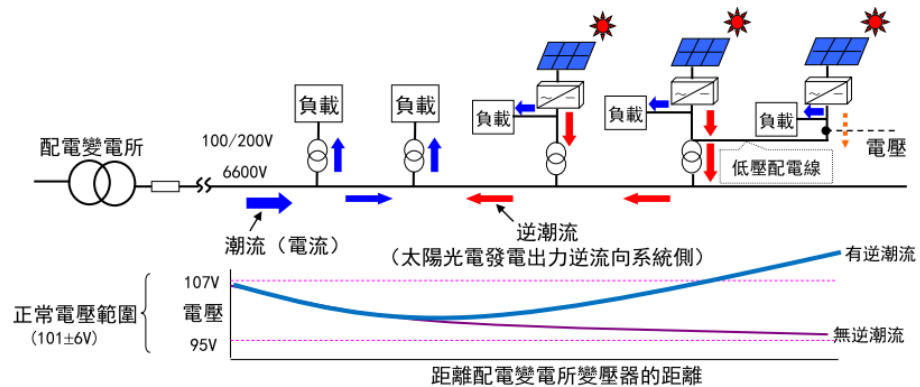 負載
負載
負載
負載
負載
配電變電所
100/200V
6600V
電壓
低壓配電線
潮流（電流）
逆潮流
（太陽光電發電出力逆流向系統側）
有逆潮流
107V
正常電壓範圍
(101±6V)
電壓
無逆潮流
95V
距離配電變電所變壓器的距離